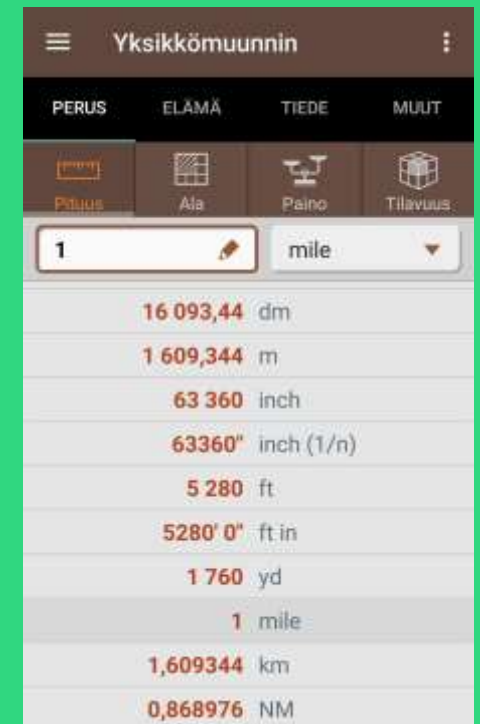 Yksikkömuunnin
PERUS ELÄMÄ TIEDE MUUT
Pituus Ala Paino Tilavuus
1 mile
16 093,44 dm
1 609,344 m
63 360 inch
63360" inch (1/n)
5 280 ft
5280' 0" ft in
1 760 yd
1 mile
1,609344 km
0,868976 NM